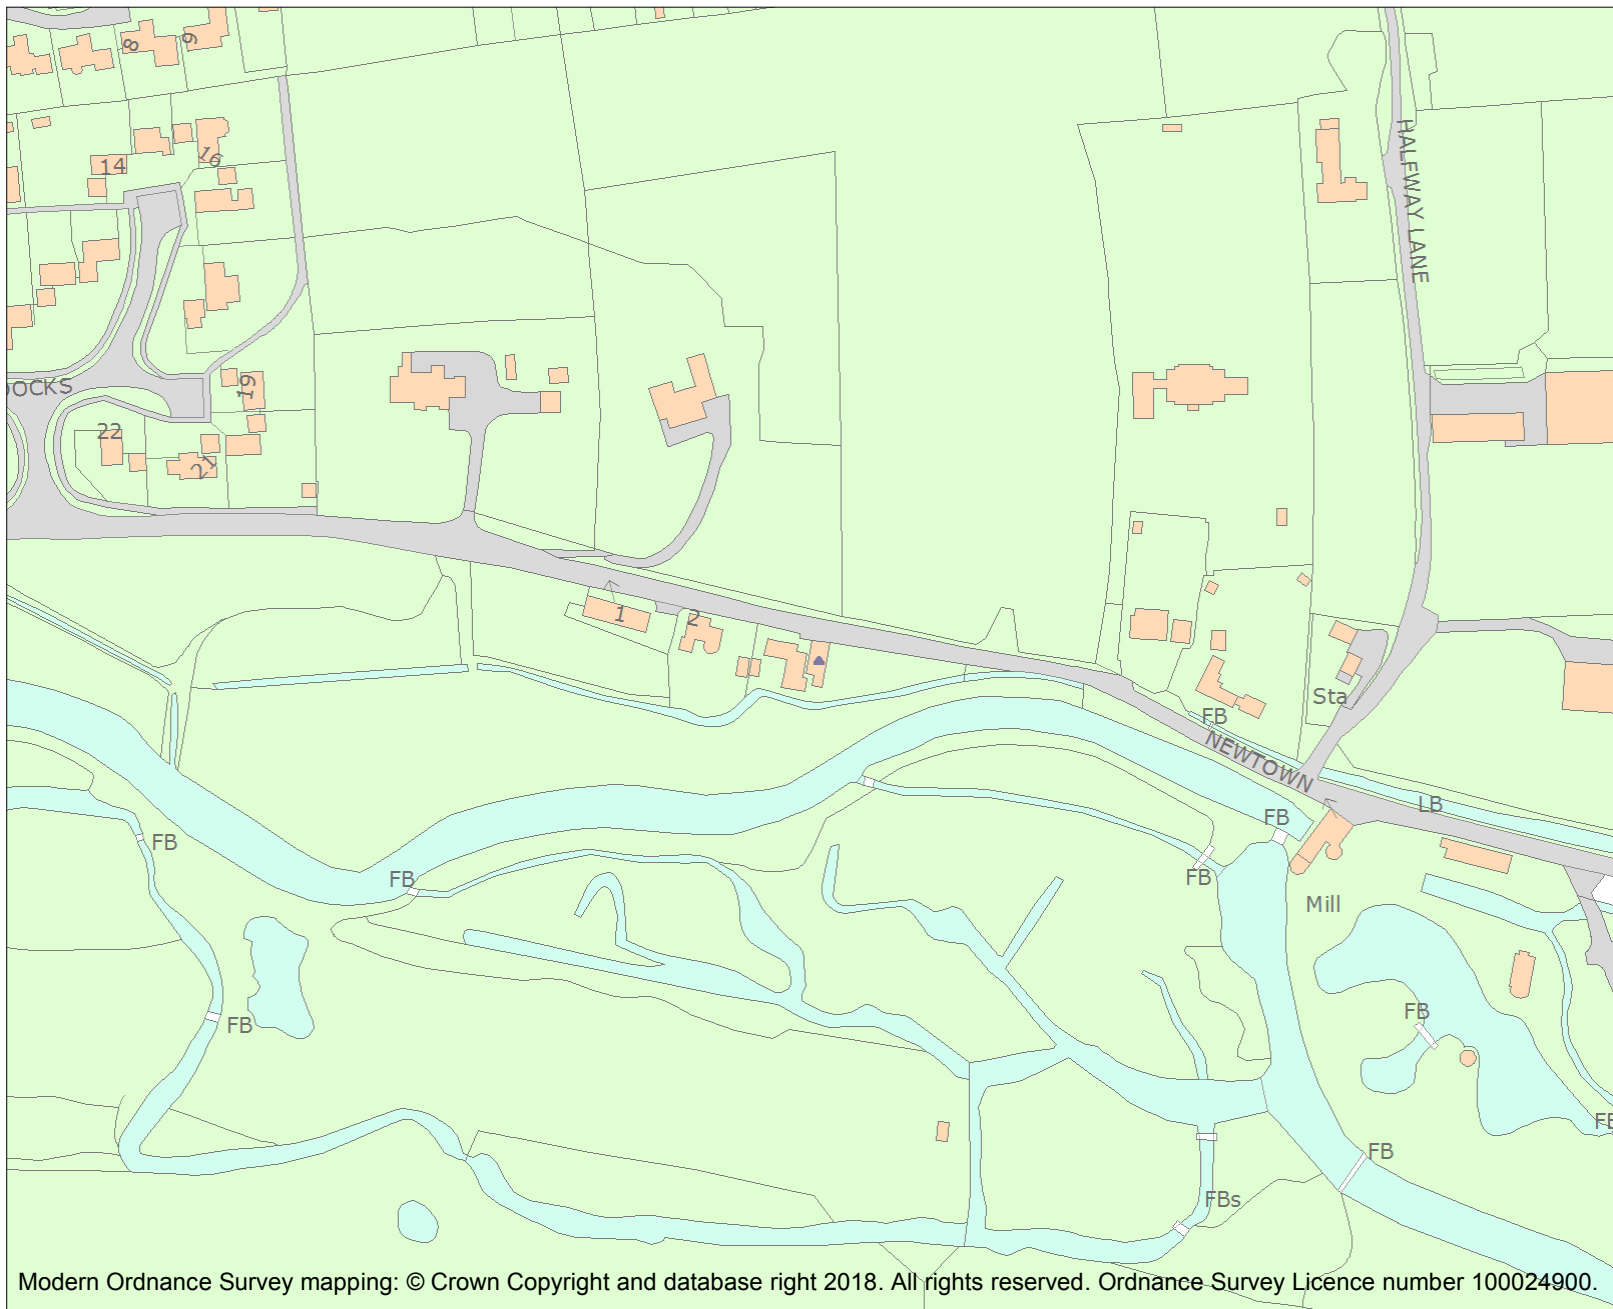 8
9
14
16
HALFWAY LANE
DOCKS
19
22
21
1
2
Sta
FB
NEWTOWN
LB
FB
FB
FB
FB
Mill
FB
FB
FB
FBs
Modern Ordnance Survey mapping: © Crown Copyright and database right 2018. All rights reserved. Ordnance Survey Licence number 100024900.